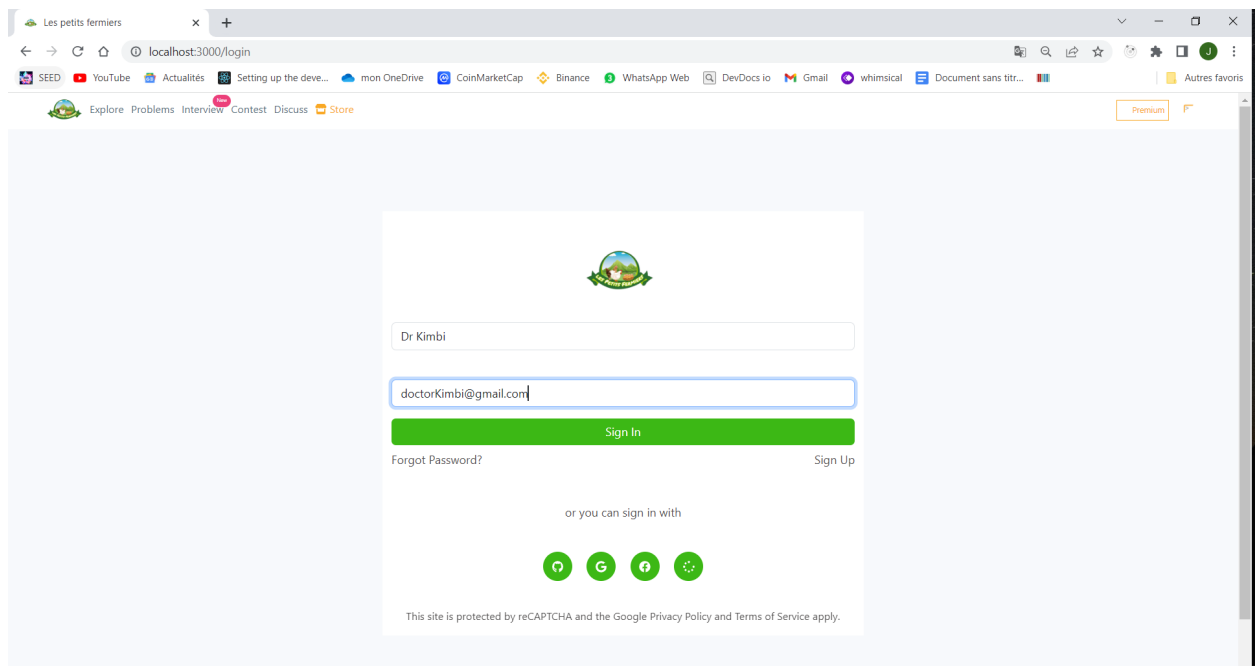 Les petits fermiers
localhost:3000/login
SEED YouTube Actualités Setting up the deve... mon OneDrive CoinMarketCap Binance WhatsApp Web DevDocs io Gmail whimsical Document sans titr... Autres favoris
New
Explore Problems Interview Contest Discuss Store Premium
LES PETITS FERMIERS
Dr Kimbi
doctorKimbi@gmail.com
Sign In
Forgot Password? Sign Up
or you can sign in with
This site is protected by reCAPTCHA and the Google Privacy Policy and Terms of Service apply.